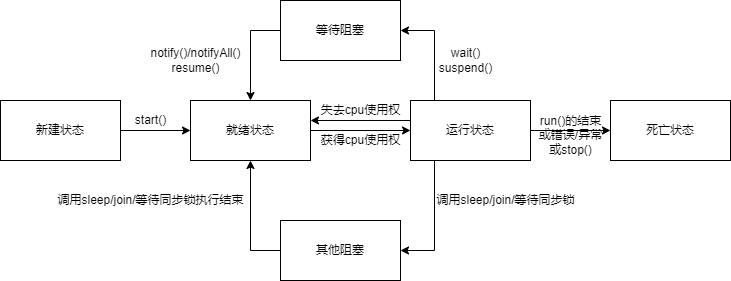 等待阻塞
notify()/notifyAll()
resume()
wait()
suspend()
新建状态
start()
就绪状态
失去cpu使用权
获得cpu使用权
运行状态
run()的结束
或错误/异常
或stop()
死亡状态
调用sleep/join/等待同步锁执行结束
调用sleep/join/等待同步锁
其他阻塞